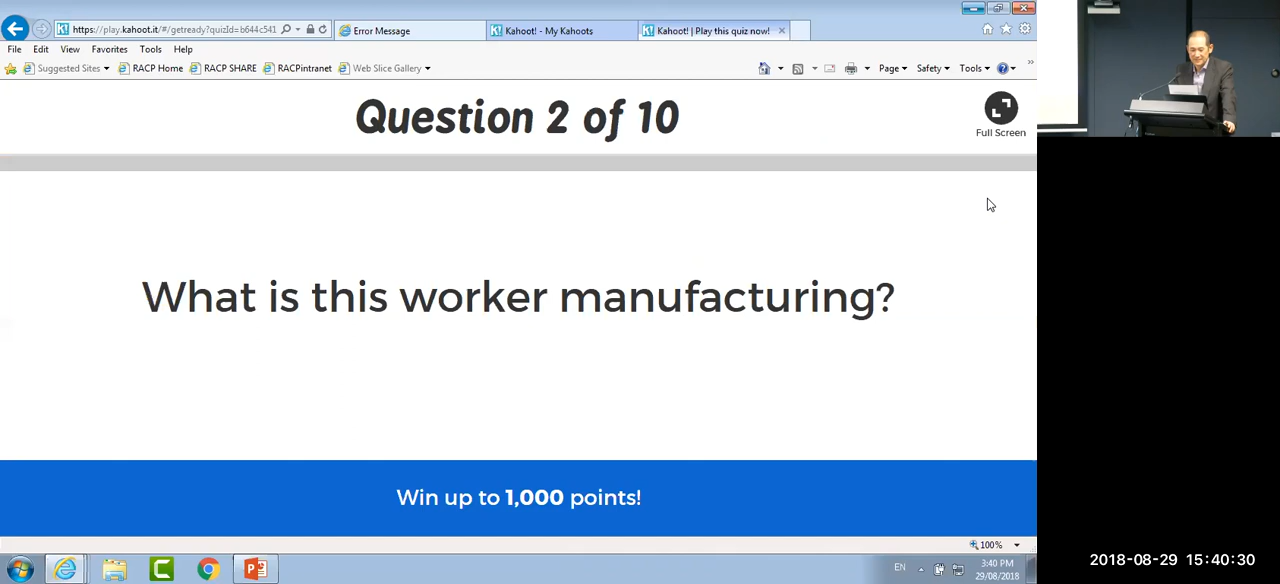 https://play.kahoot.it/#/getready?quizId=b644c541
Error Message
Kahoot! - My Kahoots
Kahoot! | Play this quiz now!
File Edit View Favorites Tools Help
Suggested Sites RACP Home RACP SHARE RACPintranet Web Slice Gallery
Page Safety Tools
Question 2 of 10
Full Screen
What is this worker manufacturing?
Win up to 1,000 points!
100%
EN
3:40 PM
29/08/2018
2018-08-29 15:40:30